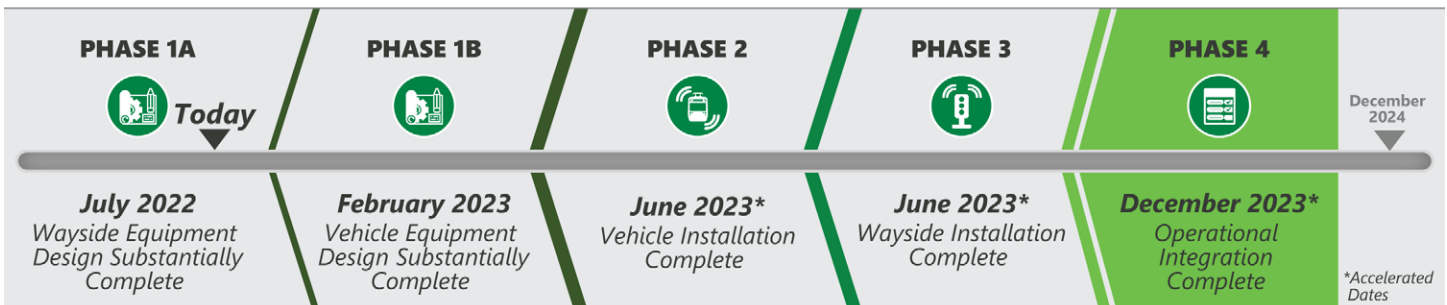 PHASE 1A
Today
July 2022
Wayside Equipment
Design Substantially
Complete
PHASE 1B
February 2023
Vehicle Equipment
Design Substantially
Complete
PHASE 2
June 2023*
Vehicle Installation
Complete
PHASE 3
June 2023*
Wayside Installation
Complete
PHASE 4
December 2023*
Operational
Integration
Complete
December
2024
*Accelerated
Dates